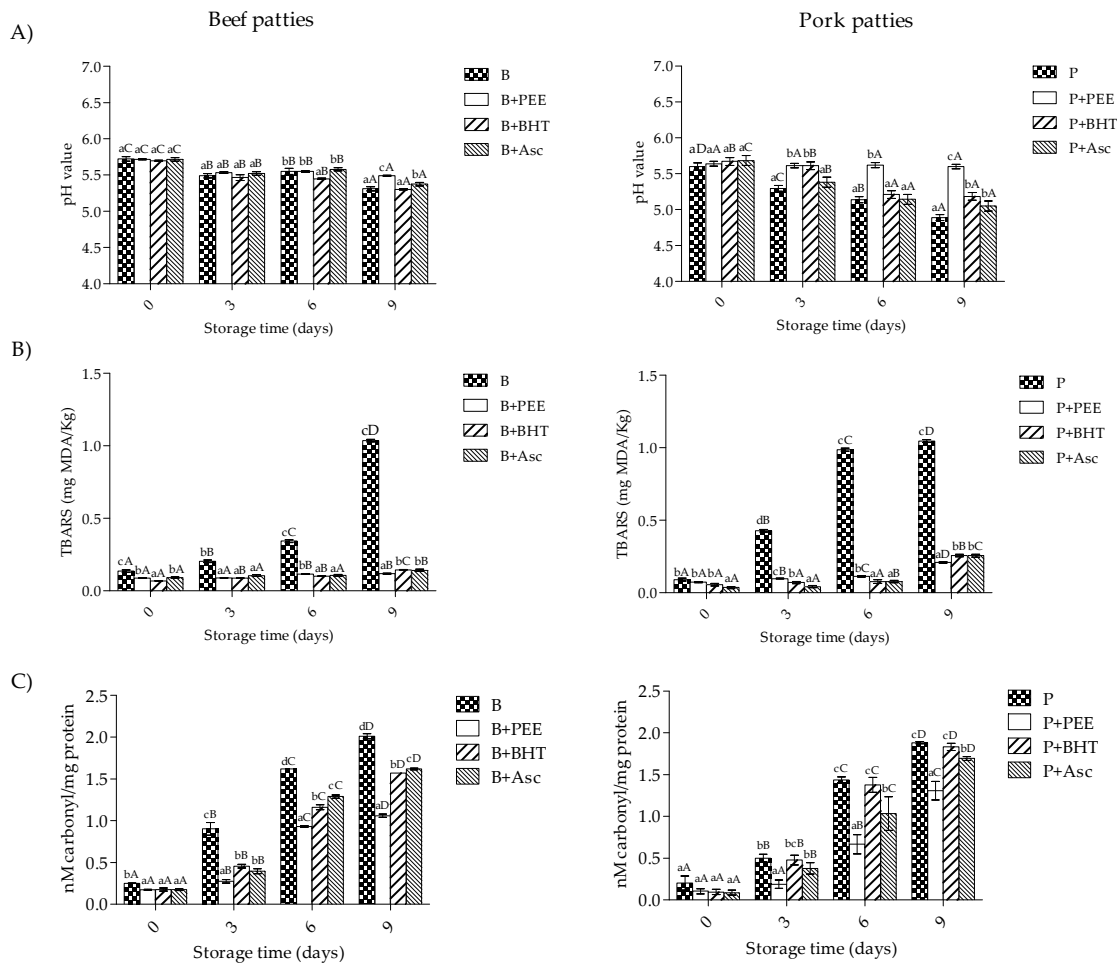 Beef patties
Pork patties
A)
pH value
7.0
6.5
6.0
5.5
5.0
4.5
4.0
aC aC aC aC
aB aB aB aB
bB bB aB bB
aA cA aA bA
0 3 6 9
Storage time (days)
B
B+PEE
B+BHT
B+Asc
pH value
7.0
6.5
6.0
5.5
5.0
4.5
4.0
aD aA aB aC
aC bA bB aB
aB bA aA aA
aA cA bA bA
0 3 6 9
Storage time (days)
P
P+PEE
P+BHT
P+Asc
B)
TBARS (mg MDA/Kg)
1.5
1.0
0.5
0.0
cA bA aA bA
bB aA aB aA
cC bB aB aA
cD aB bC bB
0 3 6 9
Storage time (days)
B
B+PEE
B+BHT
B+Asc
TBARS (mg MDA/Kg)
1.5
1.0
0.5
0.0
bA bA bA aA
dB cB bA aA
cC bC aA aB
cD aD bB bC
0 3 6 9
Storage time (days)
P
P+PEE
P+BHT
P+Asc
C)
nM carbonyl/mg protein
2.5
2.0
1.5
1.0
0.5
0.0
bA aA aA aA
cB aB bB bB
dC aC bC cC
dD aD bD cD
0 3 6 9
Storage time (days)
B
B+PEE
B+BHT
B+Asc
nM carbonyl/mg protein
2.5
2.0
1.5
1.0
0.5
0.0
aA aA aA aA
bB aA bcB bB
cC aB cC bC
cD aC cD bD
0 3 6 9
Storage time (days)
P
P+PEE
P+BHT
P+Asc